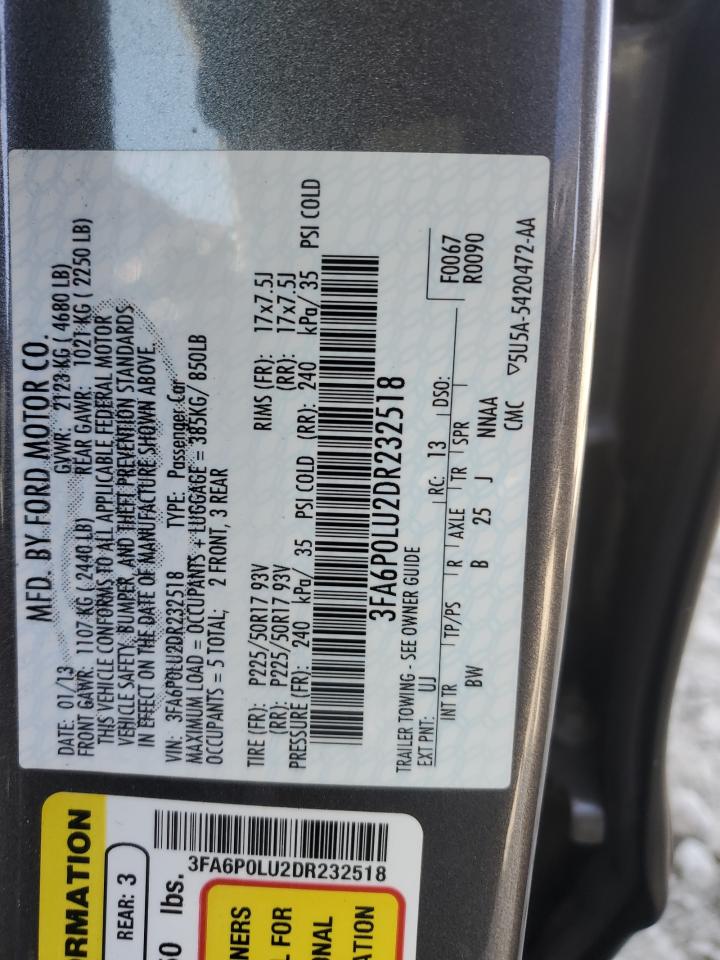 MFD. BY FORD MOTOR CO.
DATE: 01/13 GVWR: 2123 KG ( 4680 LB)
FRONT GAWR: 1107 KG ( 2440 LB) REAR GAWR: 1021 KG ( 2250 LB)
THIS VEHICLE CONFORMS TO ALL APPLICABLE FEDERAL MOTOR
VEHICLE SAFETY, BUMPER, AND THEFT PREVENTION STANDARDS
IN EFFECT ON THE DATE OF MANUFACTURE SHOWN ABOVE
VIN: 3FA6P0LU2DR232518 TYPE: Passenger Car
MAXIMUM LOAD = OCCUPANTS + LUGGAGE = 385KG/ 850LB
OCCUPANTS = 5 TOTAL; 2 FRONT, 3 REAR
TIRE (FR): P225/50R17 93V RIMS (FR): 17x7.5J
(RR): P225/50R17 93V (RR): 17x7.5J
PRESSURE (FR): 240 kPa/ 35 PSI COLD (RR): 240 kPa/ 35 PSI COLD
3FA6P0LU2DR232518
TRAILER TOWING - SEE OWNER GUIDE
EXT PNT: UJ RC: 13 DSO: F0067
R0090
INT TR TP/PS R AXLE TR SPR
BW B 25 J NNAA
CMC ▽5U5A-5420472-AA
ORMATION
REAR: 3
lbs.
3FA6P0LU2DR232518
NERS
L FOR
ONAL
ATION